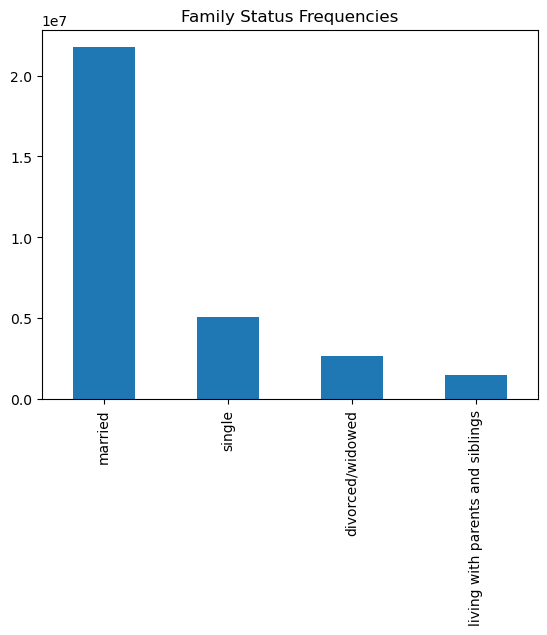 Family Status Frequencies
1e7
2.0
1.5
1.0
0.5
0.0
married
single
divorced/widowed
living with parents and siblings